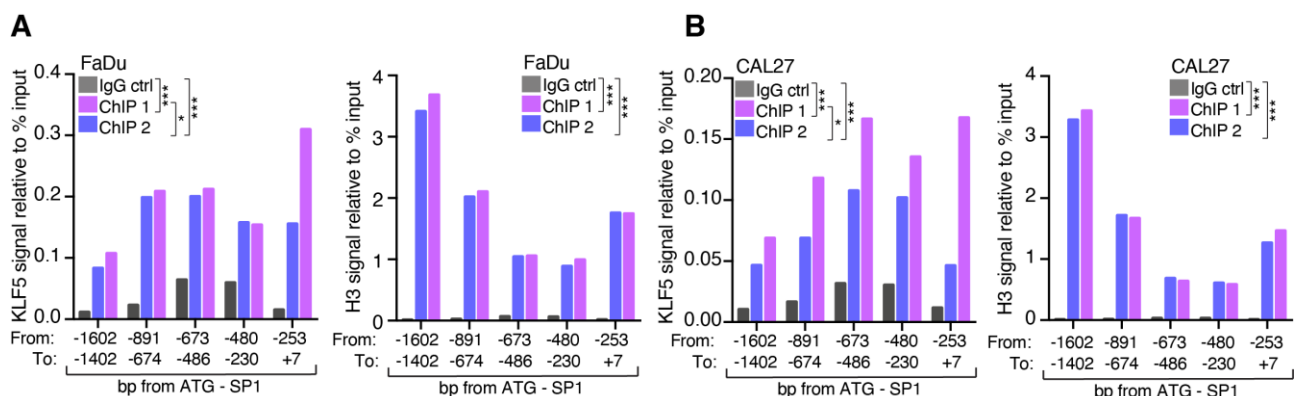 A
FaDu
IgG ctrl
ChIP 1
ChIP 2
***
*
***
KLF5 signal relative to % input
0.4
0.3
0.2
0.1
0.0
From: -1602 -891 -673 -480 -253
To: -1402 -674 -486 -230 +7
bp from ATG - SP1
FaDu
IgG ctrl
ChIP 1
ChIP 2
***
***
H3 signal relative to % input
4
3
2
1
0
-1602 -891 -673 -480 -253
-1402 -674 -486 -230 +7
bp from ATG - SP1
B
CAL27
IgG ctrl
ChIP 1
ChIP 2
***
*
***
KLF5 signal relative to % input
0.20
0.15
0.10
0.05
0.00
From: -1602 -891 -673 -480 -253
To: -1402 -674 -486 -230 +7
bp from ATG - SP1
CAL27
IgG ctrl
ChIP 1
ChIP 2
***
***
H3 signal relative to % input
4
3
2
1
0
-1602 -891 -673 -480 -253
-1402 -674 -486 -230 +7
bp from ATG - SP1